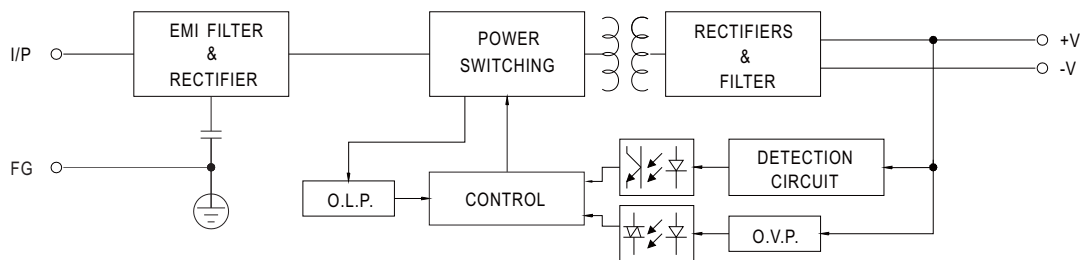 I/P
EMI FILTER
&
RECTIFIER
POWER
SWITCHING
RECTIFIERS
&
FILTER
+V
-V
FG
O.L.P.
CONTROL
DETECTION
CIRCUIT
O.V.P.